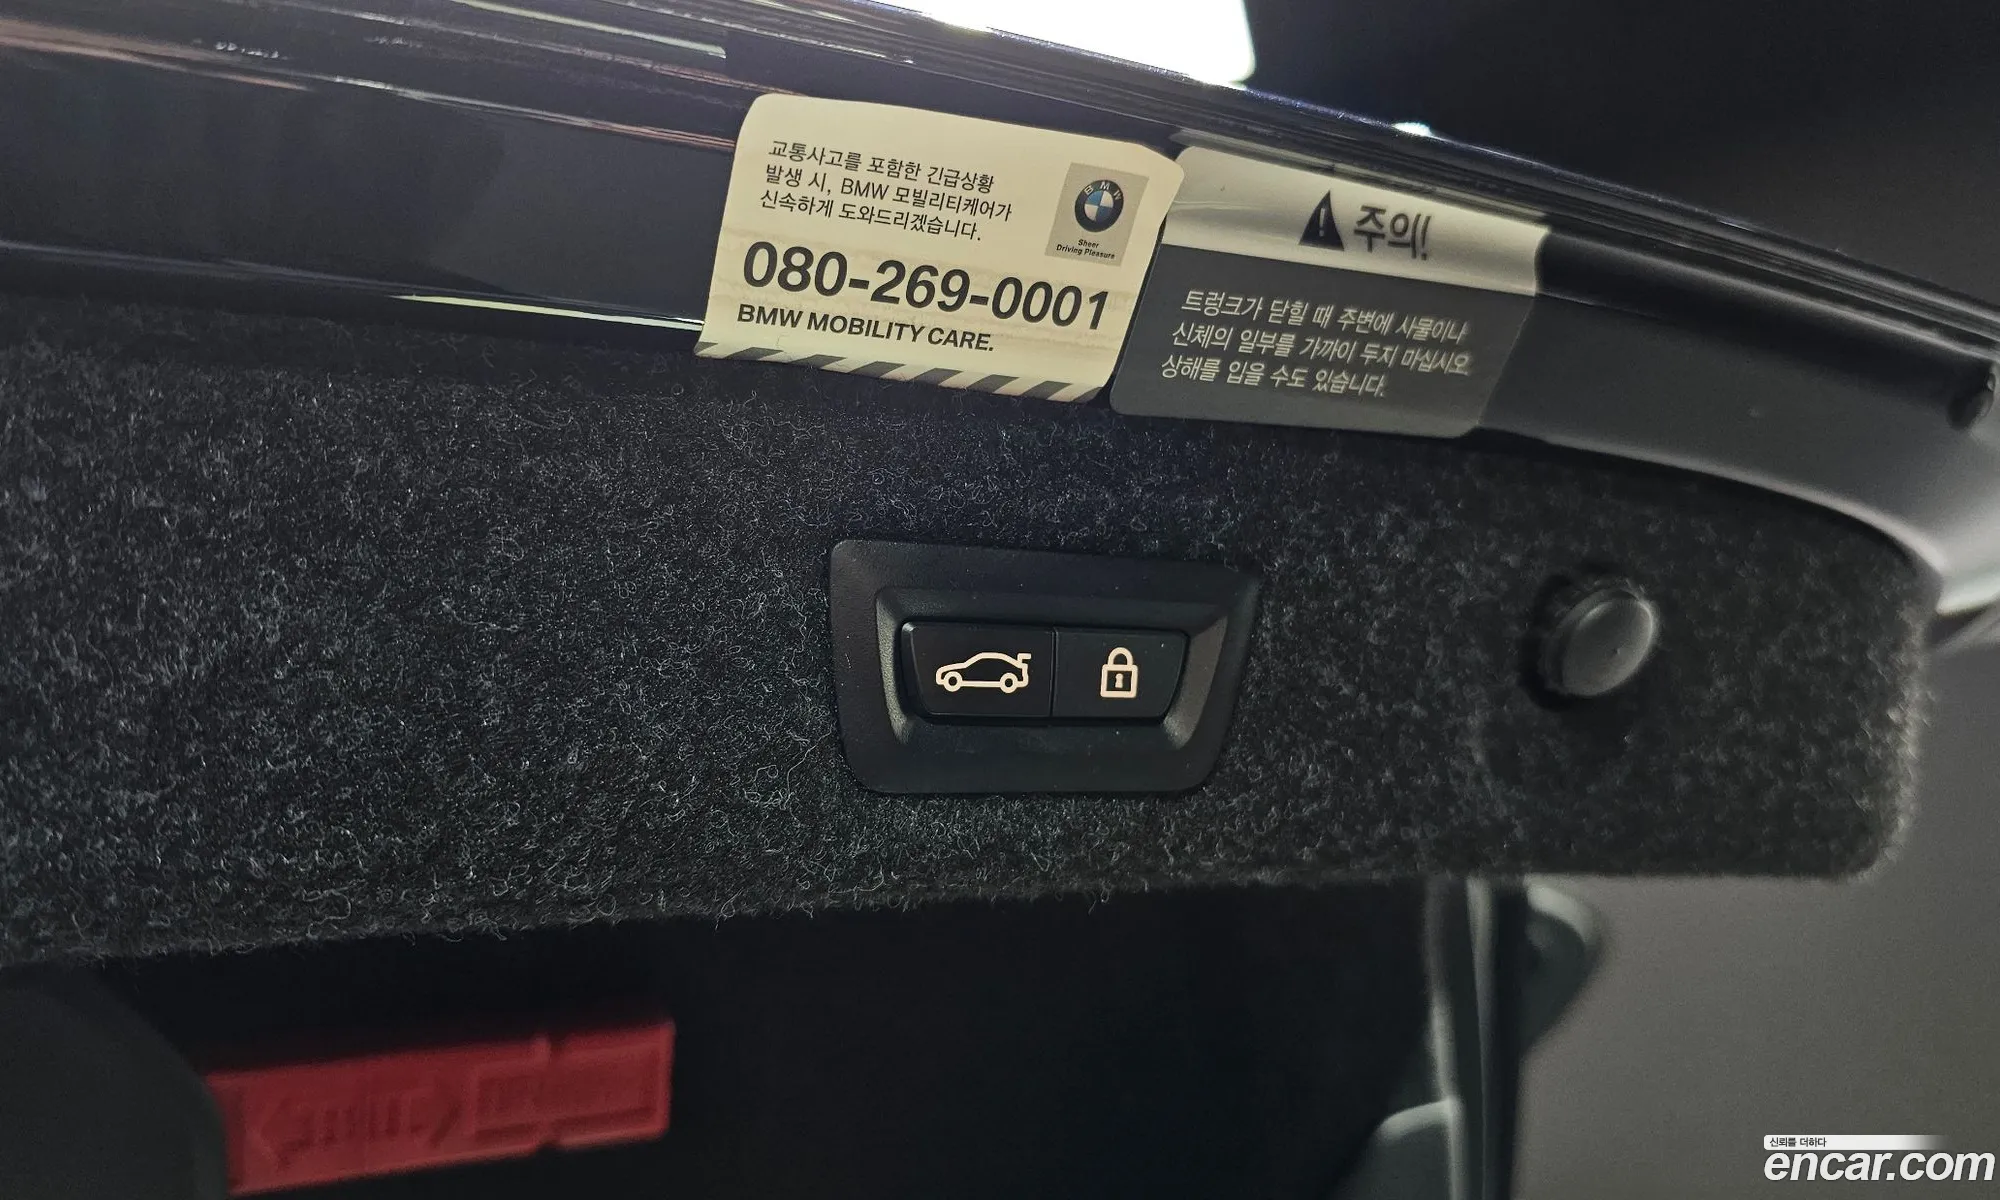 교통사고를 포함한 긴급상황
발생 시, BMW 모빌리티케어가
신속하게 도와드리겠습니다.
BMW
Sheer
Driving Pleasure
080-269-0001
BMW MOBILITY CARE.
주의!
트렁크가 닫힐 때 주변에 사물이나
신체의 일부를 가까이 두지 마십시오.
상해를 입을 수도 있습니다.
신뢰를 더하다
encar.com